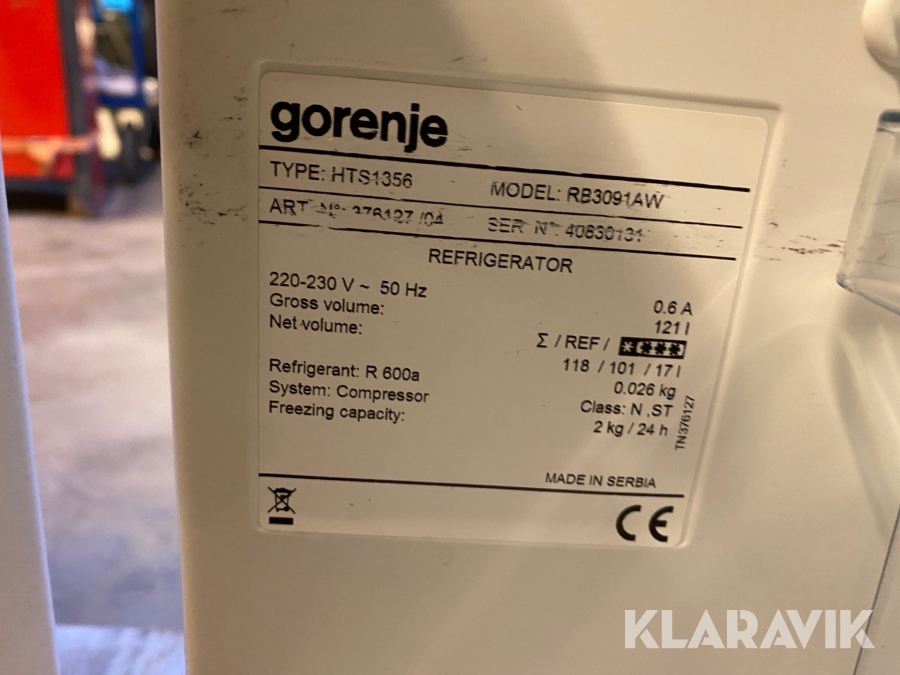 gorenje
TYPE: HTS1356 MODEL: RB3091AW
ART Nº: 376127 /04 SER Nº: 40630131
REFRIGERATOR
220-230 V ~ 50 Hz 0.6 A
Gross volume: 121 l
Net volume: Σ / REF / 118 / 101 / 17 l
Refrigerant: R 600a 0.026 kg
System: Compressor Class: N ,ST
Freezing capacity: 2 kg / 24 h
TN376127
MADE IN SERBIA
CE
KLARAVIK